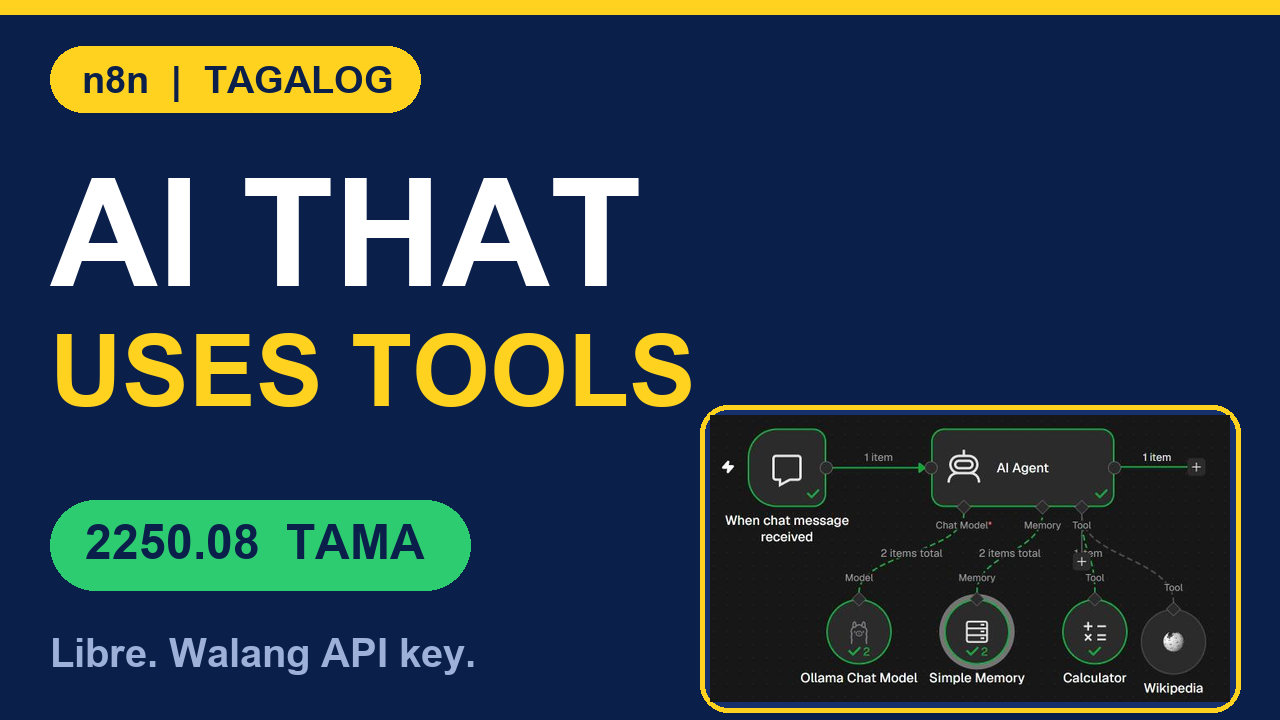 n8n | TAGALOG
AI THAT
USES TOOLS
2250.08 TAMA
Libre. Walang API key.
1 item
AI Agent
1 item
When chat message
received
Chat Model*
Memory
Tool
2 items total
2 items total
1 item
Model
Memory
Tool
Tool
2
2
Ollama Chat Model
Simple Memory
Calculator
Wikipedia